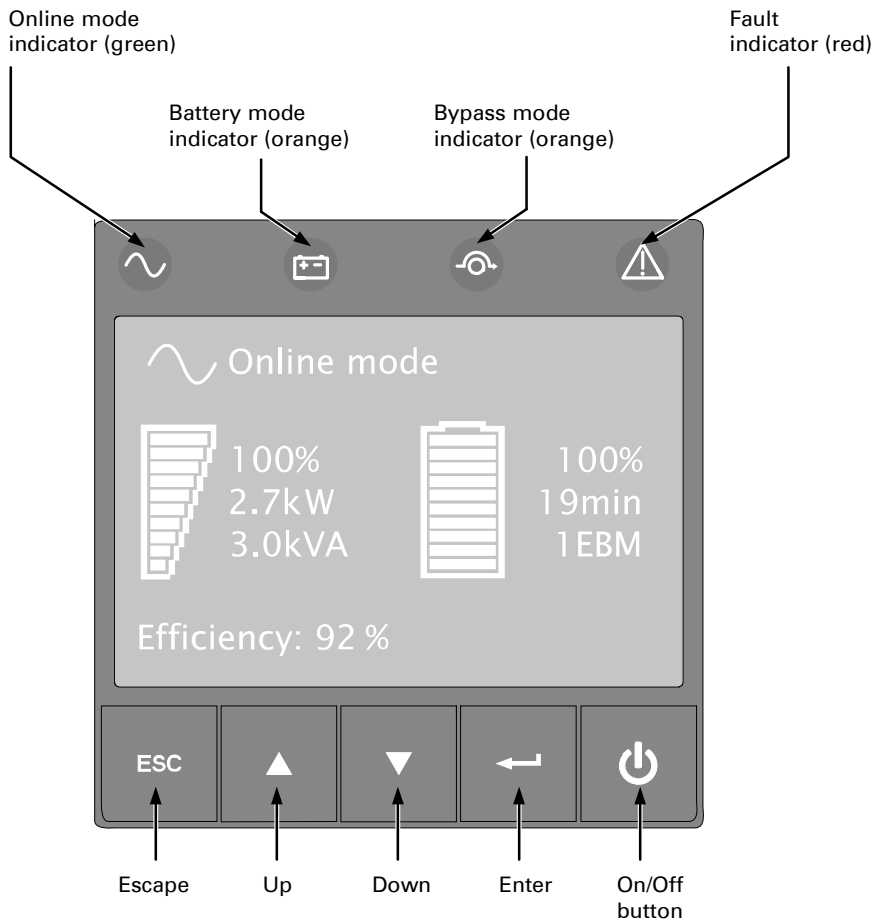 Online mode
indicator (green)
Fault
indicator (red)
Battery mode
indicator (orange)
Bypass mode
indicator (orange)
Online mode
100%
2.7kW
3.0kVA
100%
19min
1EBM
Efficiency: 92 %
ESC
Escape
Up
Down
Enter
On/Off
button